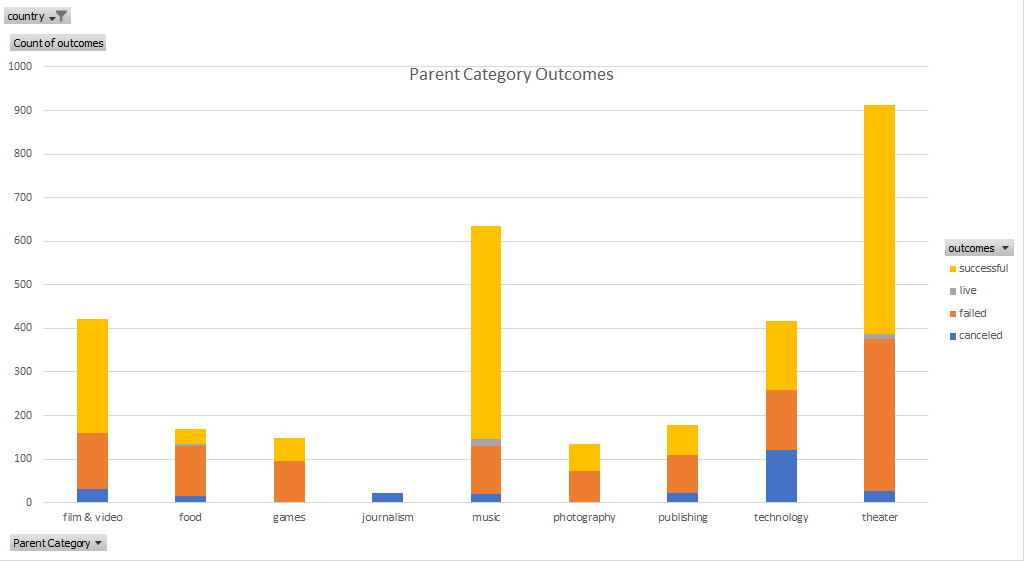 country
Count of outcomes
Parent Category Outcomes
1000
900
800
700
600
500
400
300
200
100
0
film & video food games journalism music photography publishing technology theater
outcomes
successful
live
failed
canceled
Parent Category